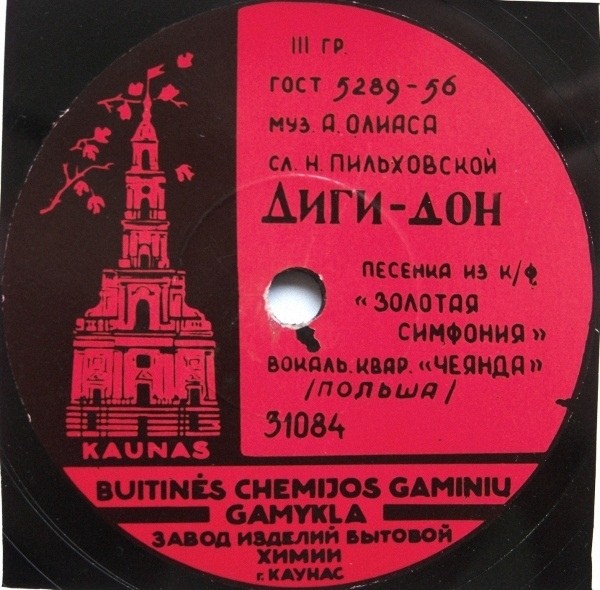 III ГР.
ГОСТ 5289-56
МУЗ. А. ОЛИАСА
СЛ. Н. ПИЛЬХОВСКОЙ
ДИГИ-ДОН
ПЕСЕНКА ИЗ К/Ф
«ЗОЛОТАЯ
СИМФОНИЯ»
ВОКАЛЬ. КВАР. «ЧЕЯНДА»
/ПОЛЬША/
31084
KAUNAS
BUITINĖS CHEMIJOS GAMINIŲ
GAMYKLA
ЗАВОД ИЗДЕЛИЙ БЫТОВОЙ
ХИМИИ
г. КАУНАС